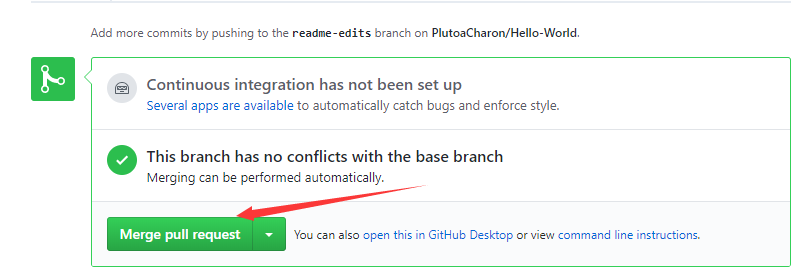 Add more commits by pushing to the readme-edits branch on PlutoaCharon/Hello-World.
Continuous integration has not been set up
Several apps are available to automatically catch bugs and enforce style.
This branch has no conflicts with the base branch
Merging can be performed automatically.
Merge pull request You can also open this in GitHub Desktop or view command line instructions.